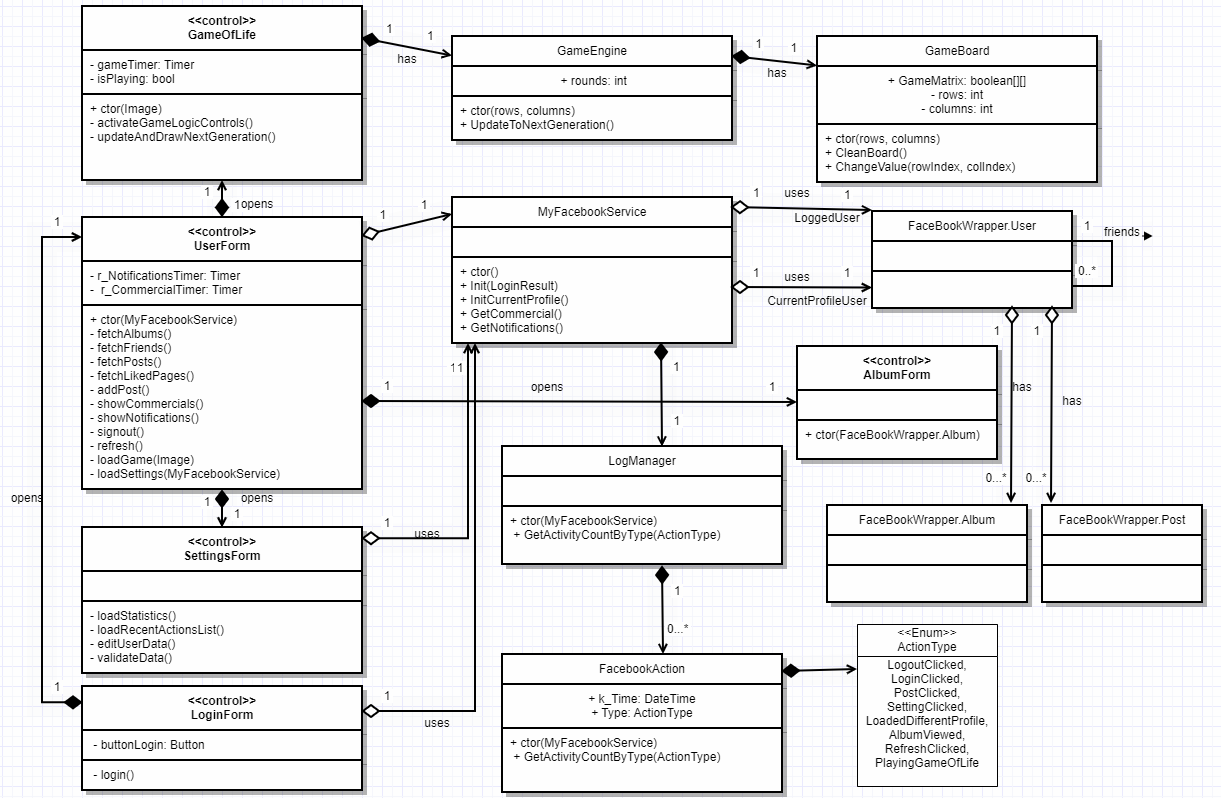 <<control>>
GameOfLife
- gameTimer: Timer
- isPlaying: bool
+ ctor(Image)
- activateGameLogicControls()
- updateAndDrawNextGeneration()
1
1
has
GameEngine
+ rounds: int
+ ctor(rows, columns)
+ UpdateToNextGeneration()
1
1
has
GameBoard
+ GameMatrix: boolean[][]
- rows: int
- columns: int
+ ctor(rows, columns)
+ CleanBoard()
+ ChangeValue(rowIndex, colIndex)
1
1
opens
<<control>>
UserForm
- r_NotificationsTimer: Timer
- r_CommercialTimer: Timer
+ ctor(MyFacebookService)
- fetchAlbums()
- fetchFriends()
- fetchPosts()
- fetchLikedPages()
- addPost()
- showCommercials()
- showNotifications()
- signout()
- refresh()
- loadGame(Image)
- loadSettings(MyFacebookService)
1
1
MyFacebookService
+ ctor()
+ Init(LoginResult)
+ InitCurrentProfile()
+ GetCommercial()
+ GetNotifications()
1
uses
1
LoggedUser
1
uses
1
CurrentProfileUser
FaceBookWrapper.User
1
friends
0..*
1
1
has
has
0...*
0...*
FaceBookWrapper.Album
FaceBookWrapper.Post
1
opens
1
<<control>>
AlbumForm
+ ctor(FaceBookWrapper.Album)
1
1
LogManager
+ ctor(MyFacebookService)
+ GetActivityCountByType(ActionType)
1
0...*
FacebookAction
+ k_Time: DateTime
+ Type: ActionType
+ ctor(MyFacebookService)
+ GetActivityCountByType(ActionType)
<<Enum>>
ActionType
LogoutClicked,
LoginClicked,
PostClicked,
SettingClicked,
LoadedDifferentProfile,
AlbumViewed,
RefreshClicked,
PlayingGameOfLife
1
opens
1
<<control>>
SettingsForm
- loadStatistics()
- loadRecentActionsList()
- editUserData()
- validateData()
1
uses
1
1
1
opens
1
<<control>>
LoginForm
- buttonLogin: Button
- login()
1
uses